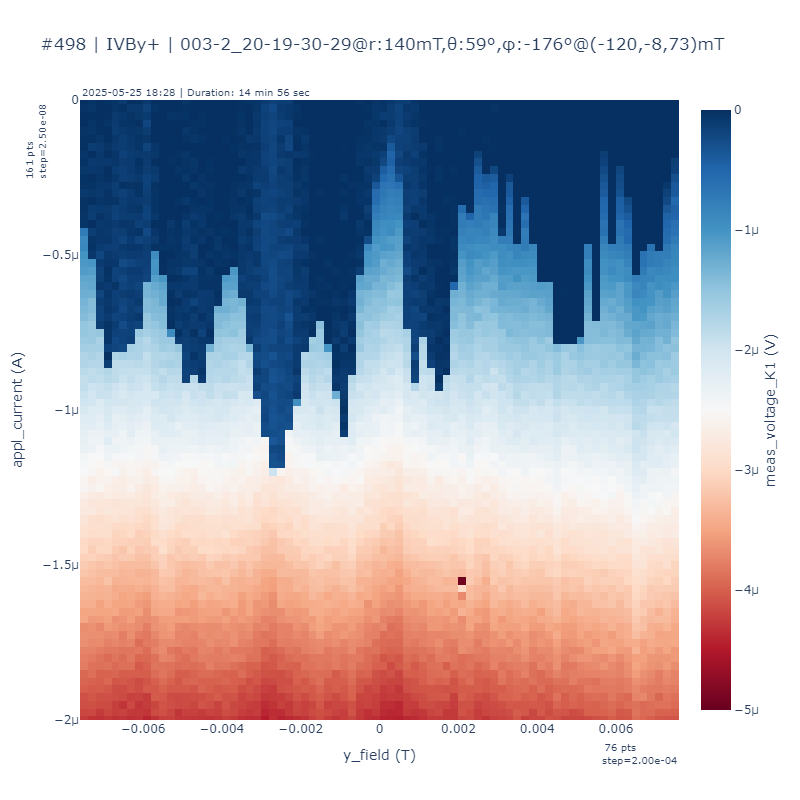 #498 | IVBy+ | 003-2_20-19-30-29@r:140mT,θ:59°,φ:-176°@(-120,-8,73)mT
2025-05-25 18:28 | Duration: 14 min 56 sec
161 pts
step=2.50e-08
0
−0.5μ
−1μ
−1.5μ
−2μ
appl_current (A)
−0.006
−0.004
−0.002
0
0.002
0.004
0.006
y_field (T)
76 pts
step=2.00e-04
0
−1μ
−2μ
−3μ
−4μ
−5μ
meas_voltage_K1 (V)